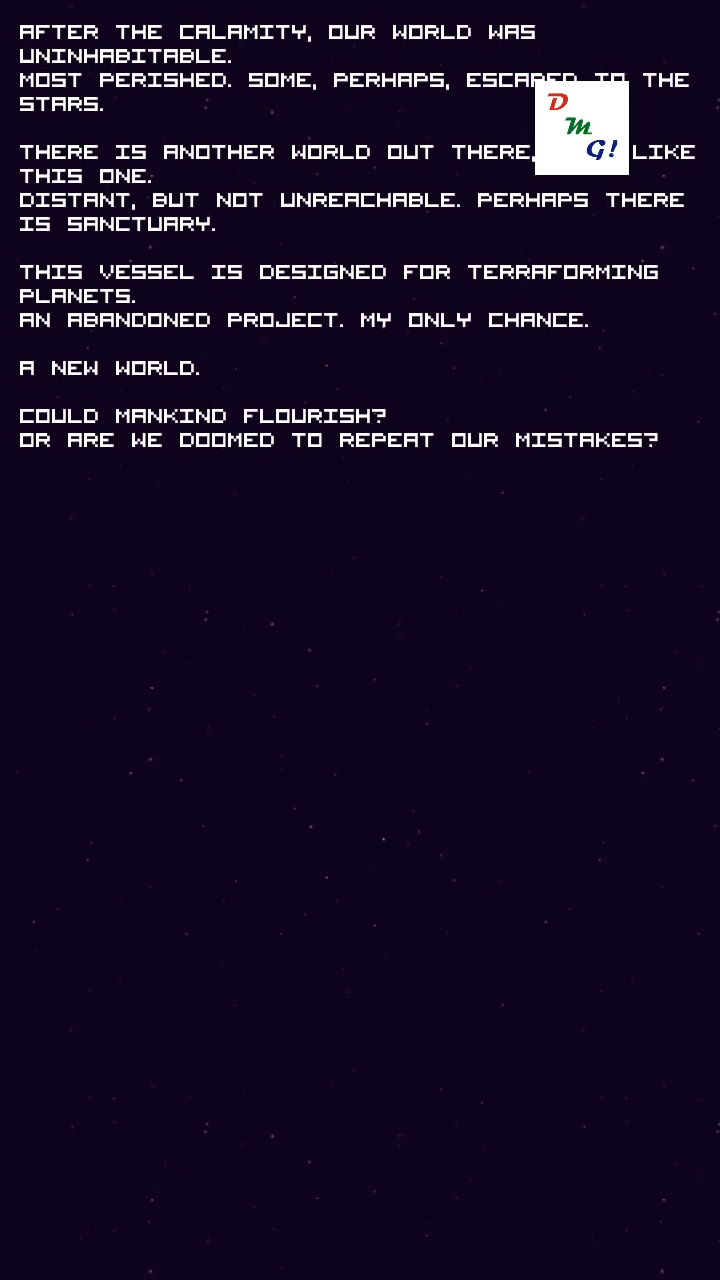 AFTER THE CALAMITY, OUR WORLD WAS
UNINHABITABLE.
MOST PERISHED. SOME, PERHAPS, ESCAPED TO THE
STARS.
THERE IS ANOTHER WORLD OUT THERE, LIKE
THIS ONE.
DISTANT, BUT NOT UNREACHABLE. PERHAPS THERE
IS SANCTUARY.
THIS VESSEL IS DESIGNED FOR TERRAFORMING
PLANETS.
AN ABANDONED PROJECT. MY ONLY CHANCE.
A NEW WORLD.
COULD MANKIND FLOURISH?
OR ARE WE DOOMED TO REPEAT OUR MISTAKES?
D
M
G!